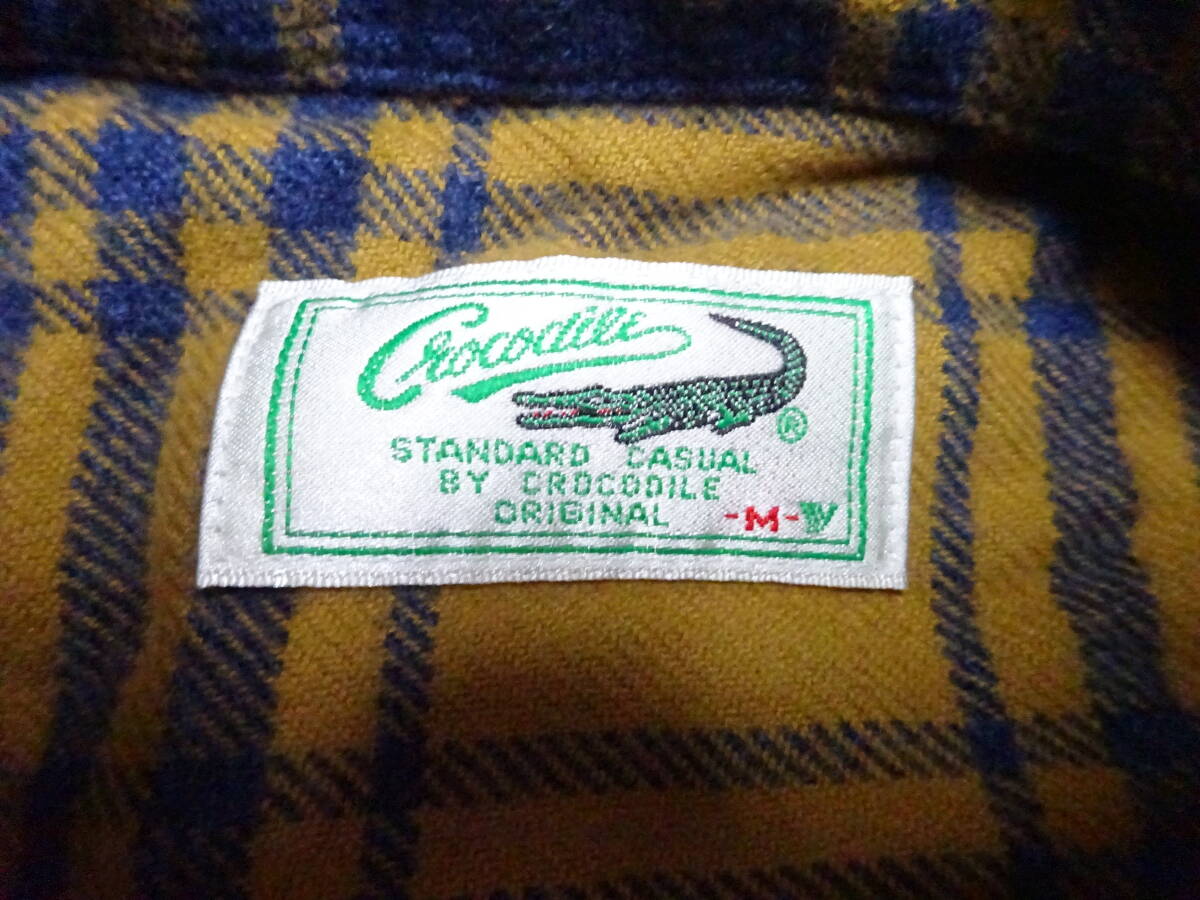 Crocodile
®
STANDARD CASUAL
BY CROCODILE
ORIGINAL -M-